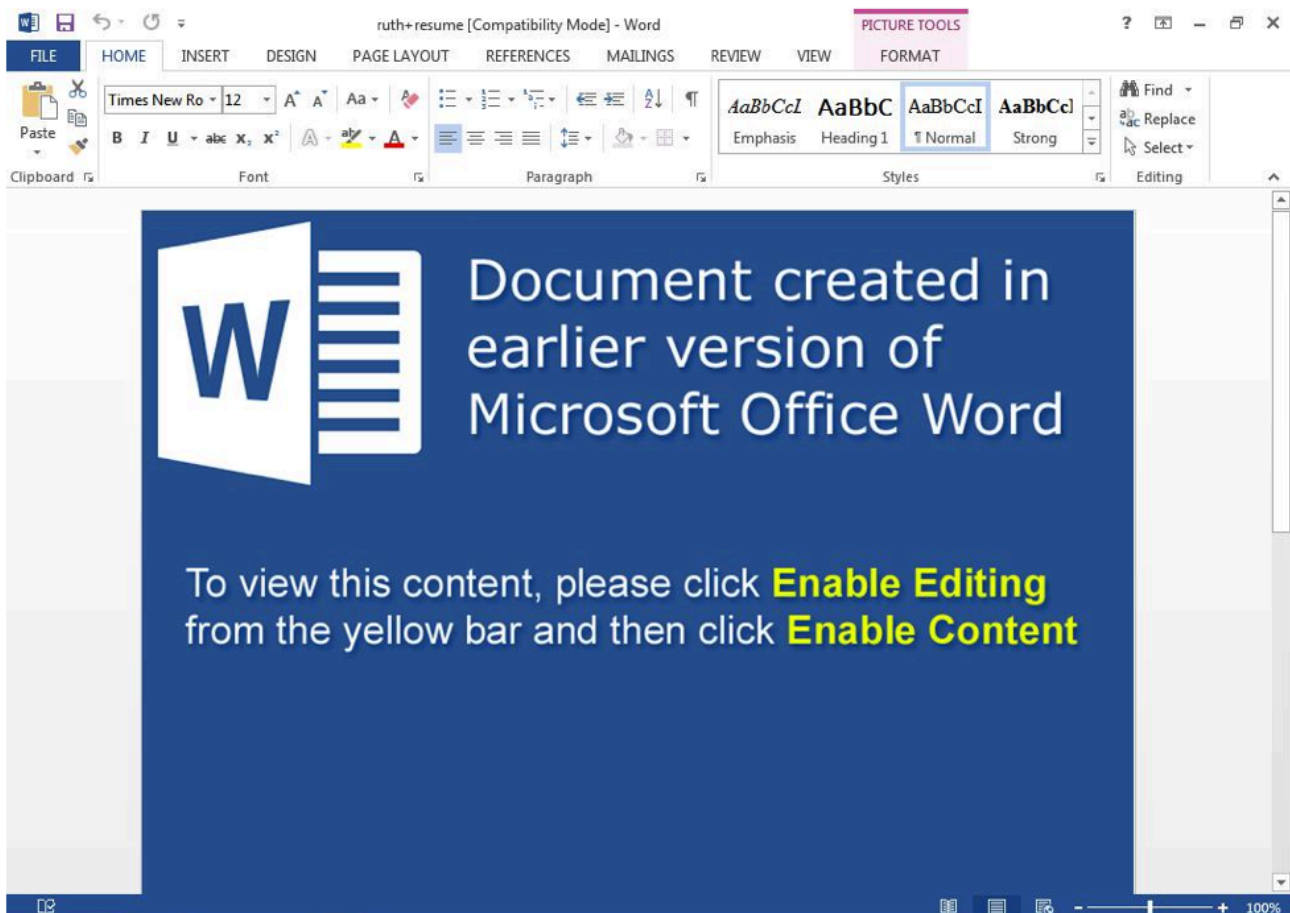 ruth+resume [Compatibility Mode] - Word
PICTURE TOOLS
?
FILE HOME INSERT DESIGN PAGE LAYOUT REFERENCES MAILINGS REVIEW VIEW FORMAT
Times New Ro 12 A A Aa
AaBbCcI AaBbC AaBbCcI AaBbCcl
Find
Replace
Paste
B I U abc X₂ X² A A
Emphasis Heading 1 ¶ Normal Strong
Select
Clipboard Font Paragraph Styles Editing
W
Document created in
earlier version of
Microsoft Office Word
To view this content, please click Enable Editing
from the yellow bar and then click Enable Content
100%